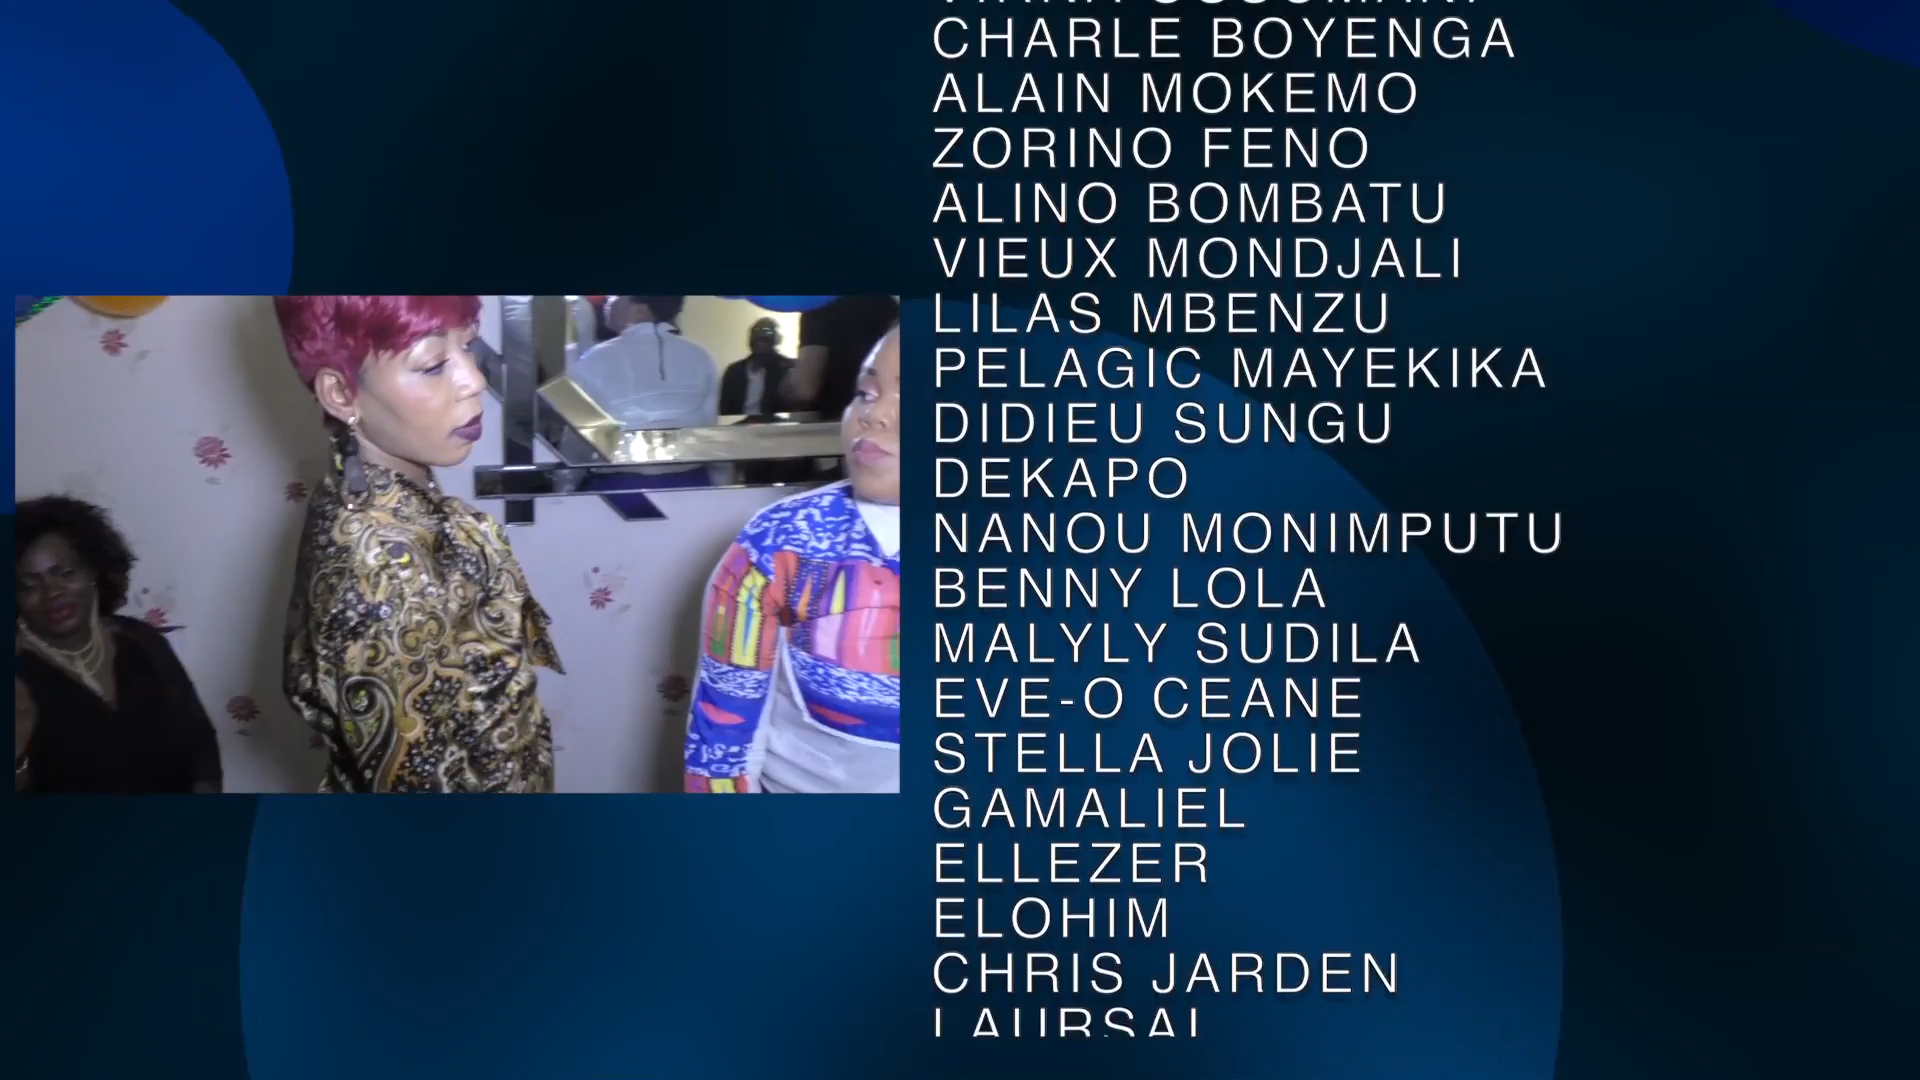 CHARLE BOYENGA
ALAIN MOKEMO
ZORINO FENO
ALINO BOMBATU
VIEUX MONDJALI
LILAS MBENZU
PELAGIC MAYEKIKA
DIDIEU SUNGU
DEKAPO
NANOU MONIMPUTU
BENNY LOLA
MALYLY SUDILA
EVE-O CEANE
STELLA JOLIE
GAMALIEL
ELLEZER
ELOHIM
CHRIS JARDEN